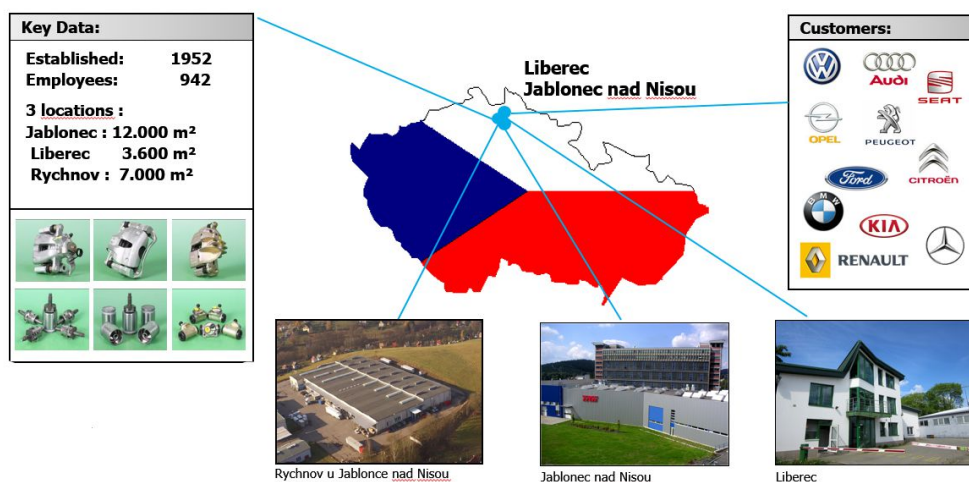 Key Data:
Established: 1952
Employees: 942
3 locations :
Jablonec : 12.000 m²
Liberec 3.600 m²
Rychnov : 7.000 m²
Liberec
Jablonec nad Nisou
Customers:
Audi
SEAT
OPEL
PEUGEOT
CITROËN
Ford
BMW
KIA
RENAULT
TRW
Rychnov u Jablonce nad Nisou
Jablonec nad Nisou
Liberec